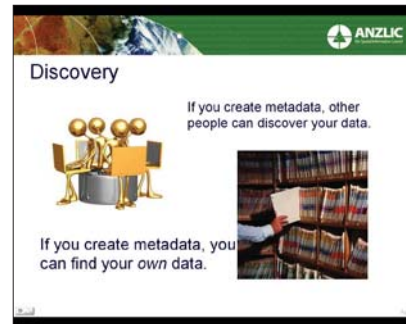 ANZLIC
Discovery
If you create metadata, other
people can discover your data.
If you create metadata, you
can find your own data.